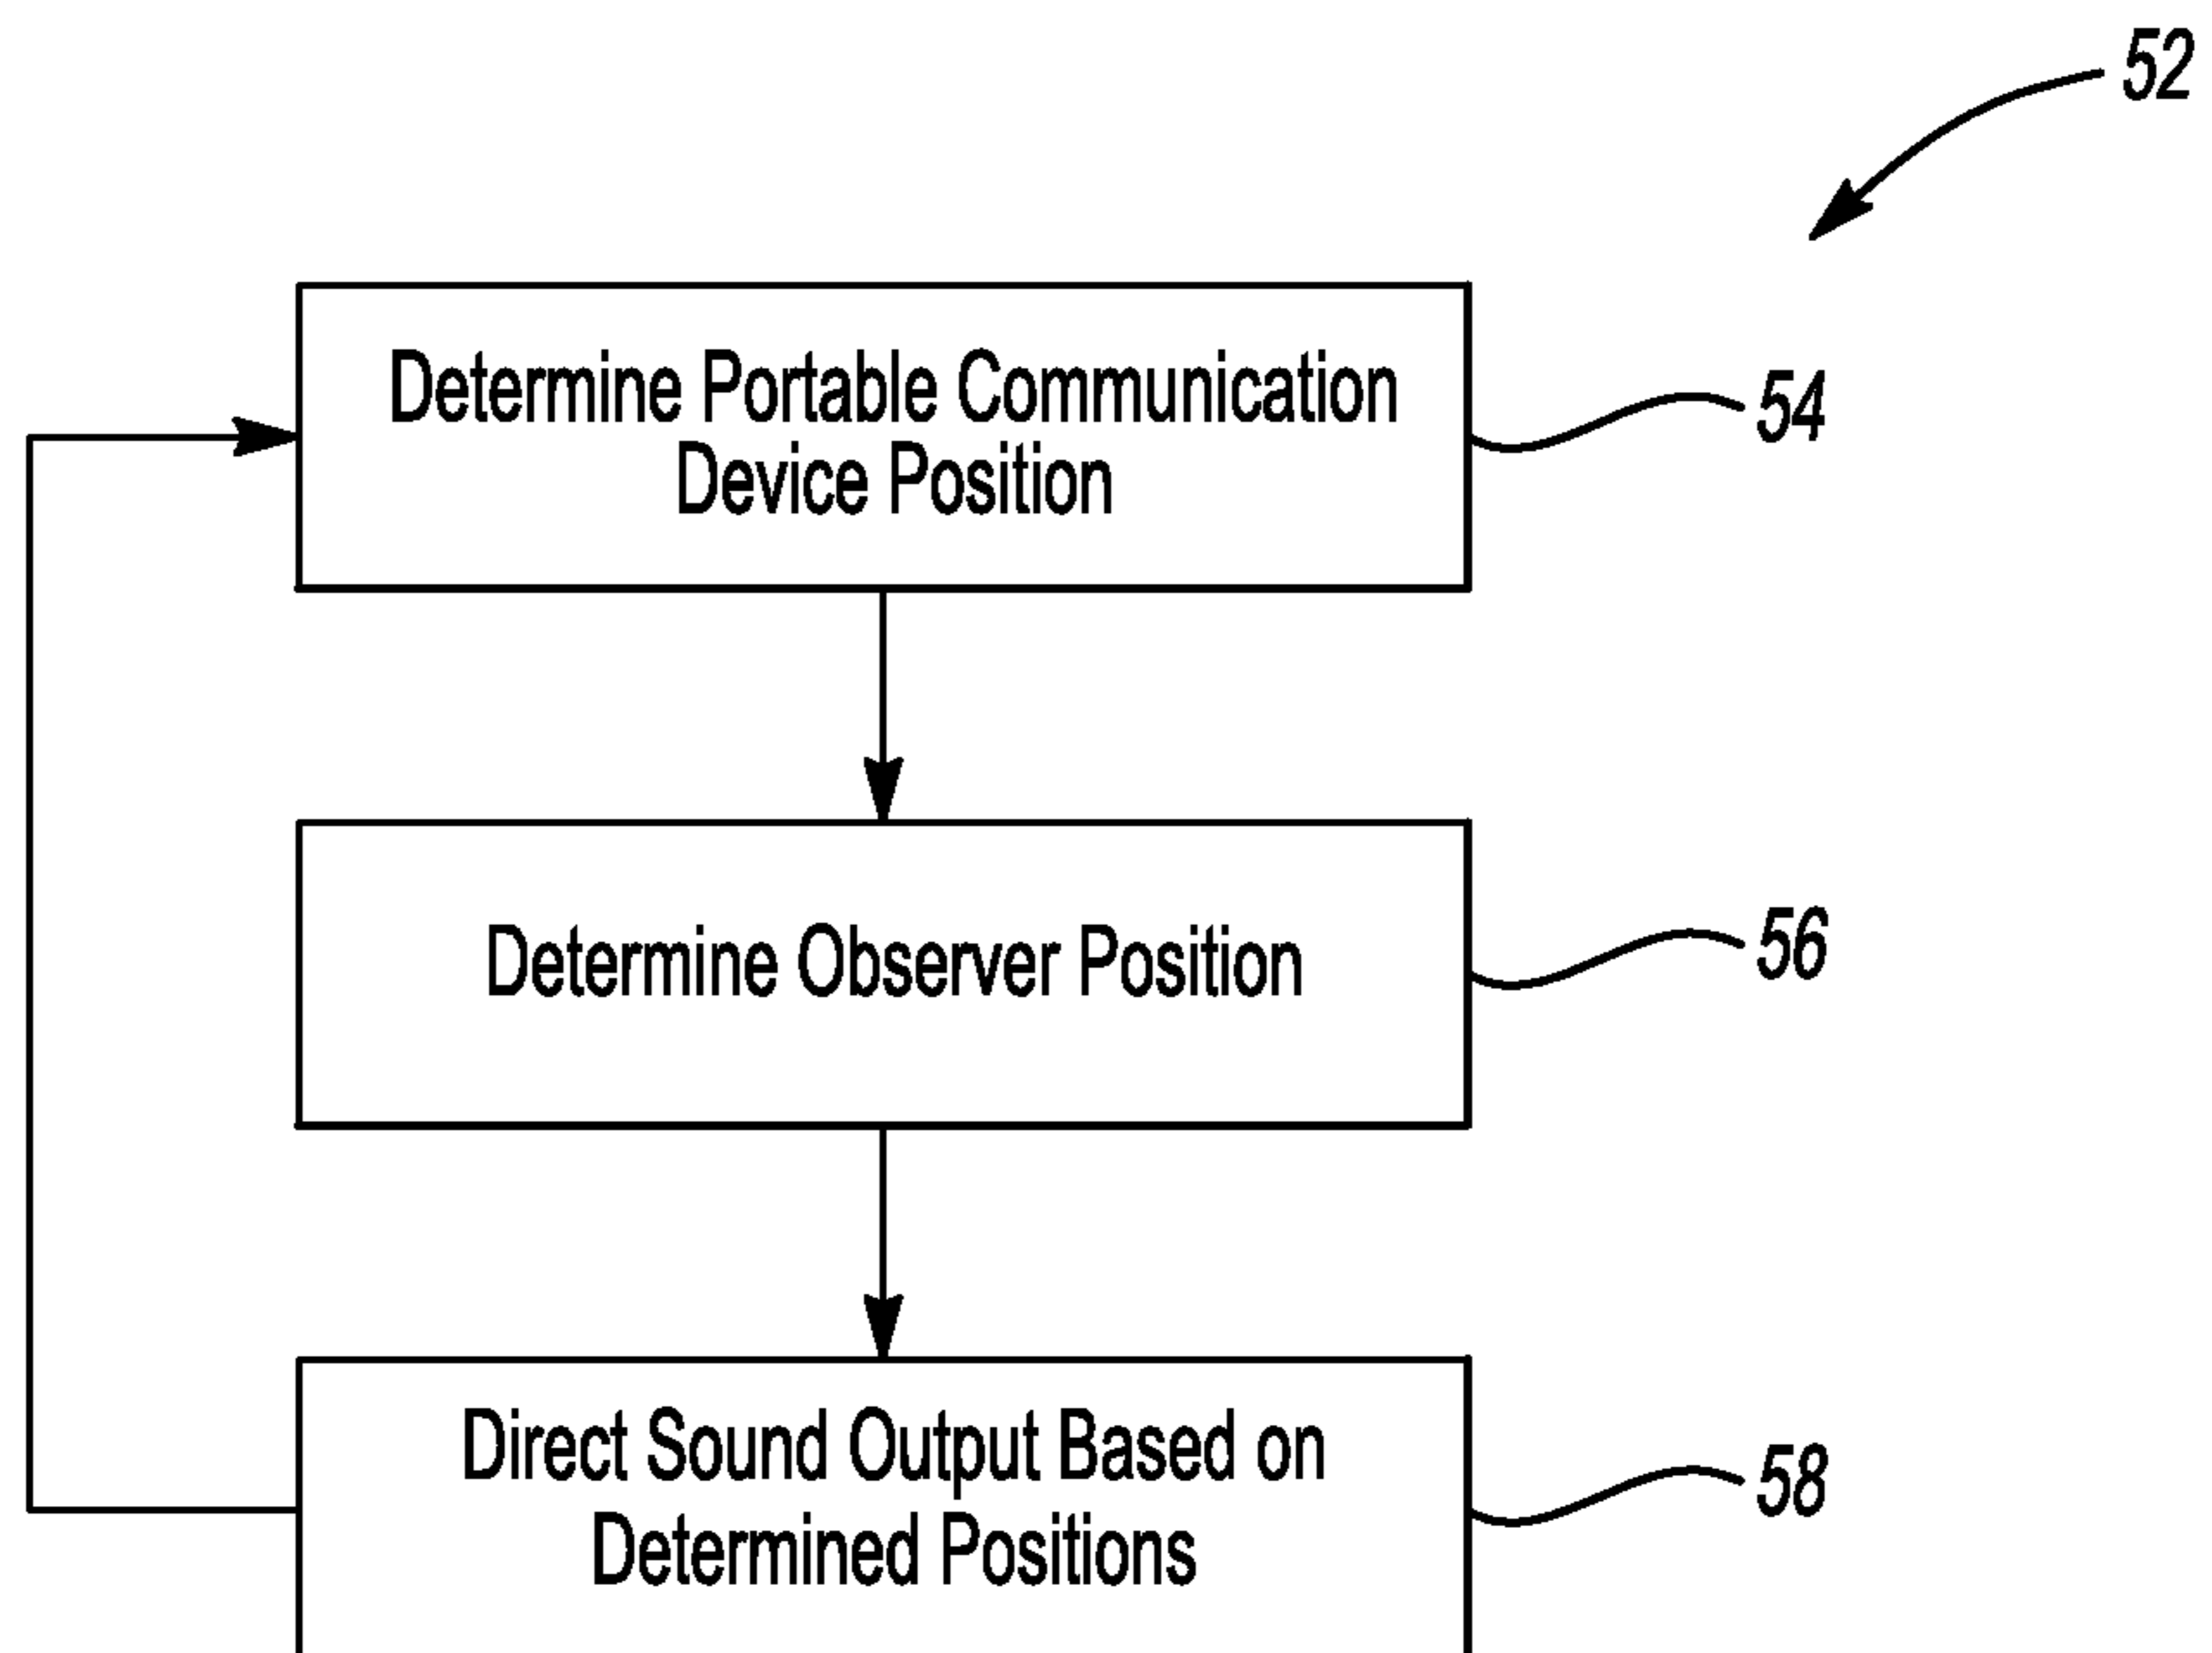 52
Determine Portable Communication
Device Position
54
Determine Observer Position
56
Direct Sound Output Based on
Determined Positions
58